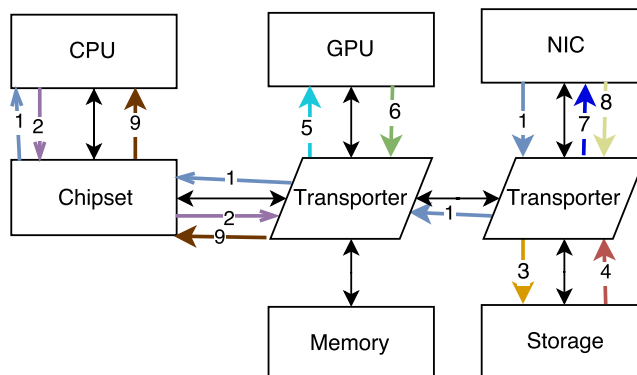 CPU
GPU
NIC
1
2
9
5
6
1
7
8
Chipset
1
2
9
Transporter
1
Transporter
3
4
Memory
Storage